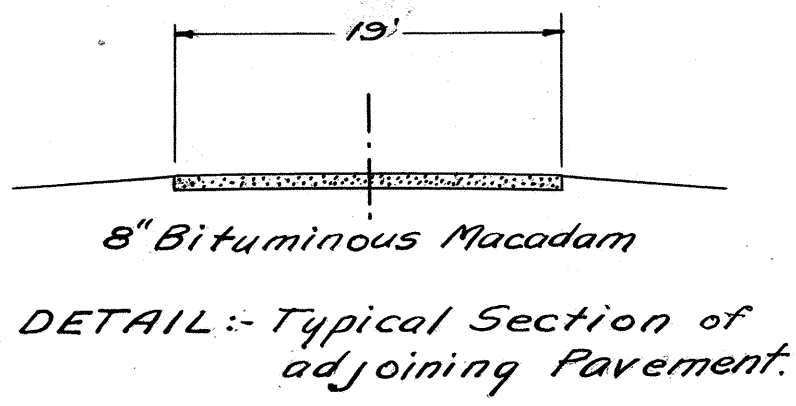 19'
8" Bituminous Macadam
DETAIL:- Typical Section of
adjoining Pavement.